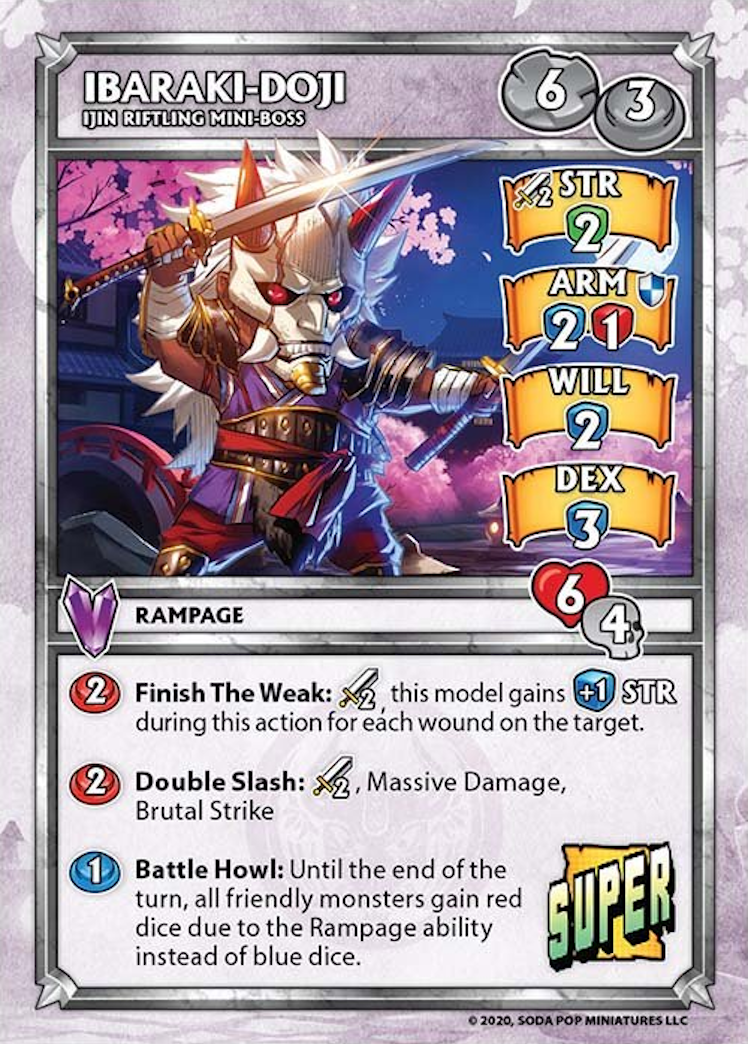 IBARAKI-DOJI
IJIN RIFTLING MINI-BOSS
6 3
2 STR
2
ARM
2 1
WILL
2
DEX
3
6
4
RAMPAGE
2 Finish The Weak: 2, this model gains +1 STR
during this action for each wound on the target.
2 Double Slash: 2, Massive Damage,
Brutal Strike
1 Battle Howl: Until the end of the
turn, all friendly monsters gain red
dice due to the Rampage ability
instead of blue dice.
SUPER
© 2020, SODA POP MINIATURES LLC